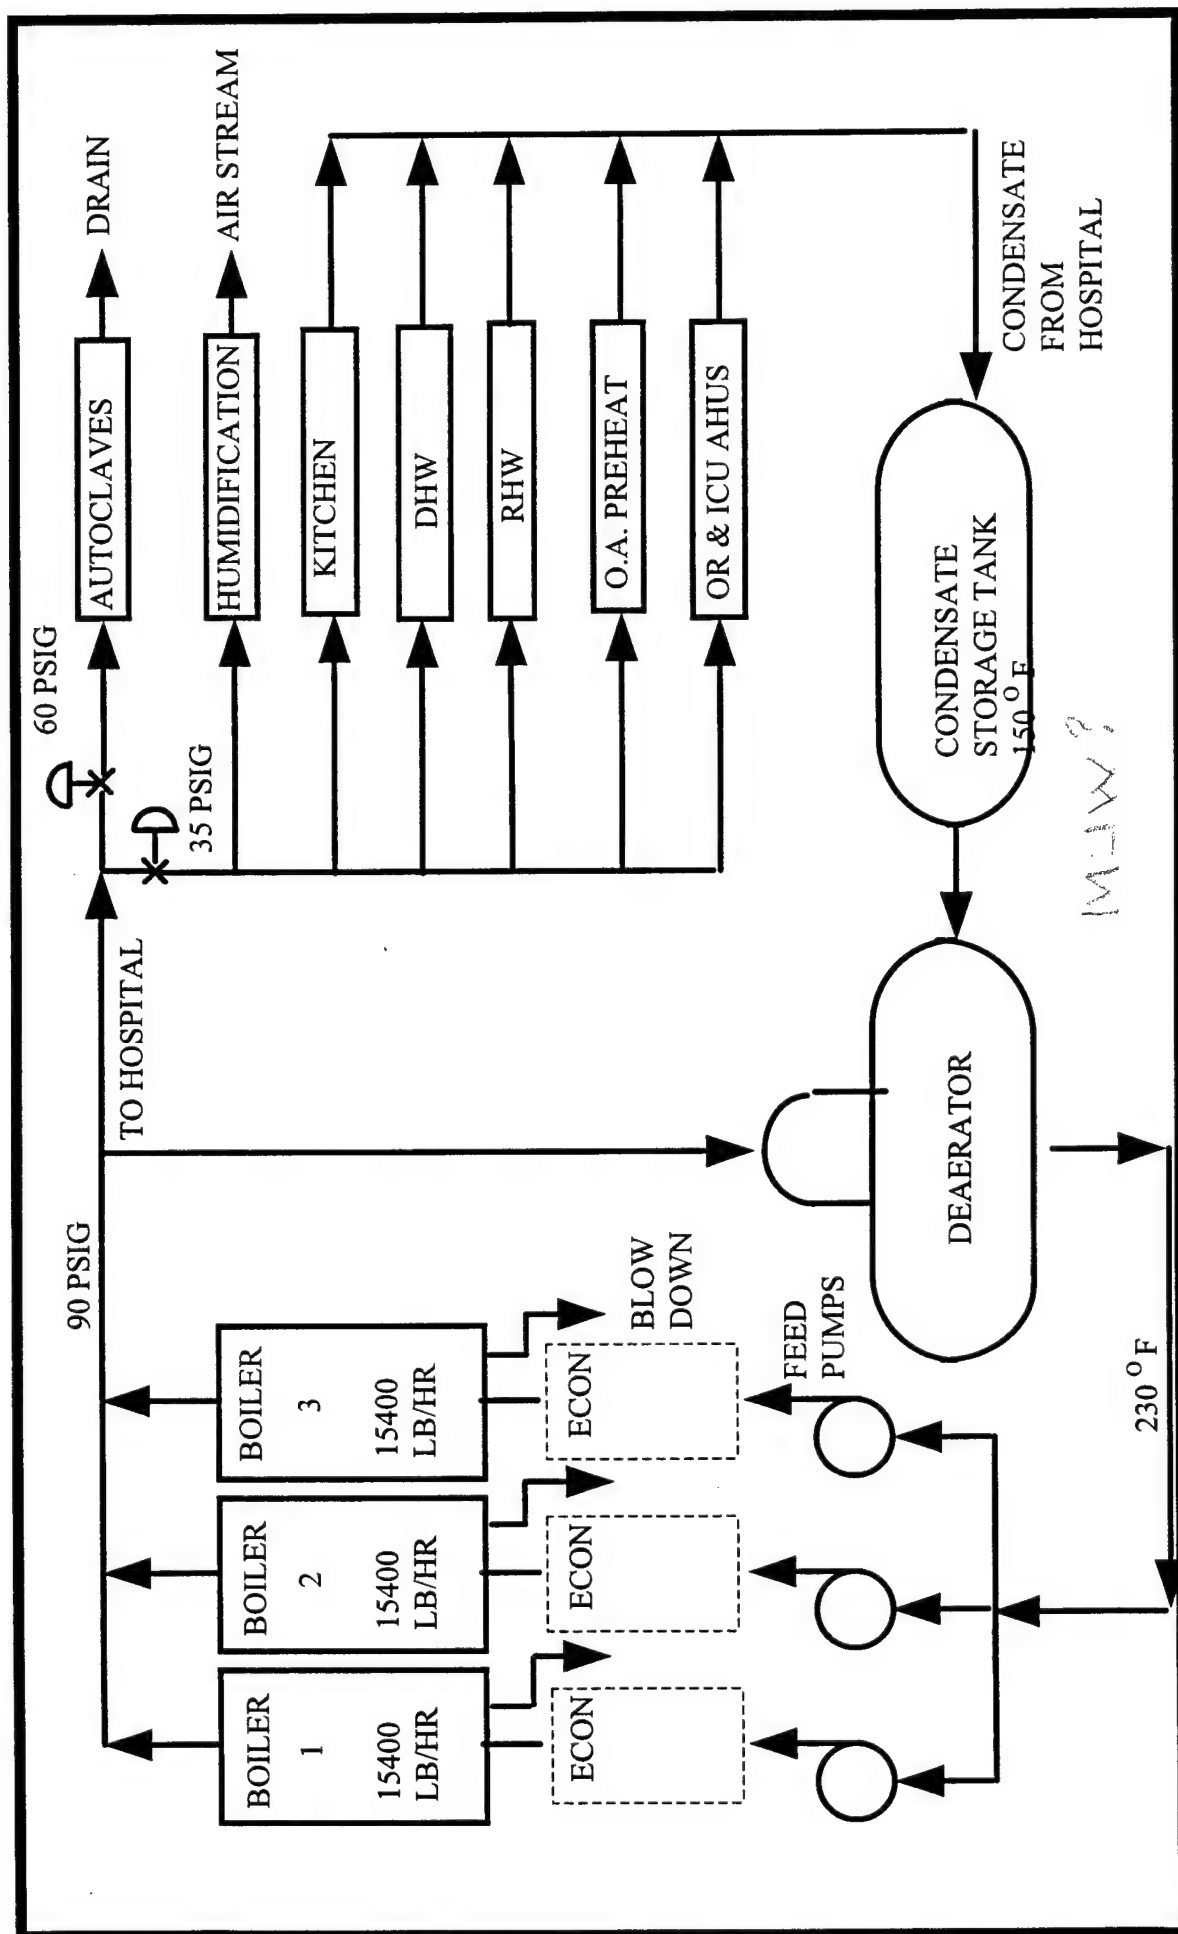 90 PSIG
TO HOSPITAL
60 PSIG
35 PSIG
AUTOCLAVES
DRAIN
HUMIDIFICATION
AIR STREAM
KITCHEN
DHW
RHW
O.A. PREHEAT
OR & ICU AHUS
BOILER
1
15400
LB/HR
BOILER
2
15400
LB/HR
BOILER
3
15400
LB/HR
ECON
ECON
ECON
BLOW
DOWN
FEED
PUMPS
DEAERATOR
CONDENSATE
STORAGE TANK
150 °F
CONDENSATE
FROM
HOSPITAL
230 °F